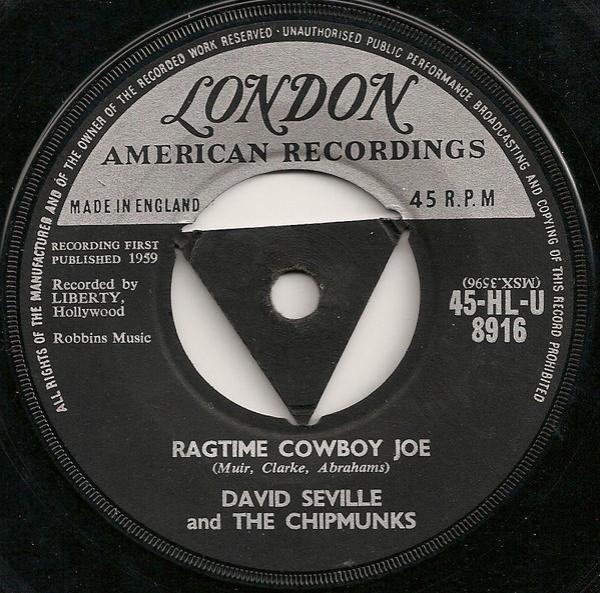 ALL RIGHTS OF THE MANUFACTURER AND OF THE OWNER OF THE RECORDED WORK RESERVED · UNAUTHORISED PUBLIC PERFORMANCE BROADCASTING AND COPYING OF THIS RECORD PROHIBITED
LONDON
AMERICAN RECORDINGS
MADE IN ENGLAND
45 R.P.M
RECORDING FIRST
PUBLISHED 1959
Recorded by
LIBERTY,
Hollywood
Robbins Music
(MSX.3596)
45-HL-U
8916
RAGTIME COWBOY JOE
(Muir, Clarke, Abrahams)
DAVID SEVILLE
and THE CHIPMUNKS